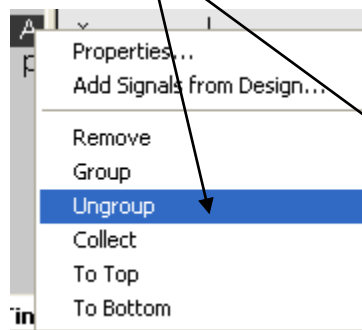 A
Properties...
Add Signals from Design...
Remove
Group
Ungroup
Collect
To Top
To Bottom